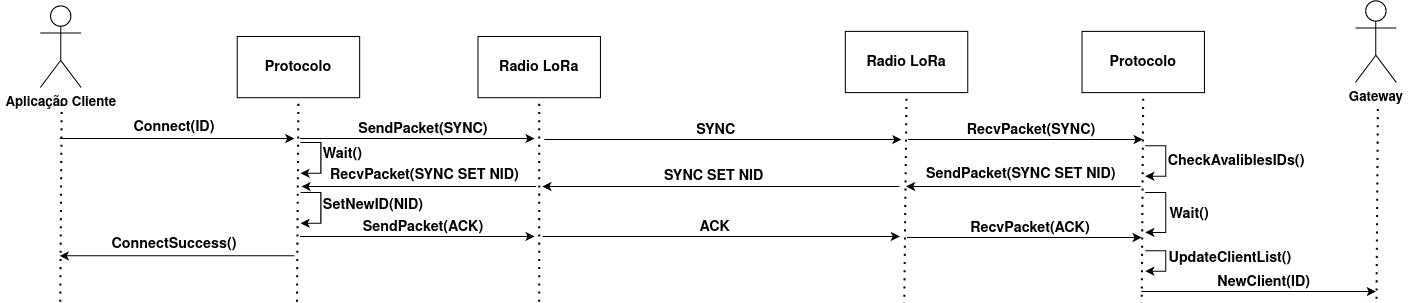 Aplicação Cliente
Protocolo
Radio LoRa
Radio LoRa
Protocolo
Gateway
Connect(ID)
SendPacket(SYNC)
SYNC
RecvPacket(SYNC)
Wait()
CheckAvaliblesIDs()
RecvPacket(SYNC SET NID)
SYNC SET NID
SendPacket(SYNC SET NID)
SetNewID(NID)
Wait()
SendPacket(ACK)
ACK
RecvPacket(ACK)
ConnectSuccess()
UpdateClientList()
NewClient(ID)